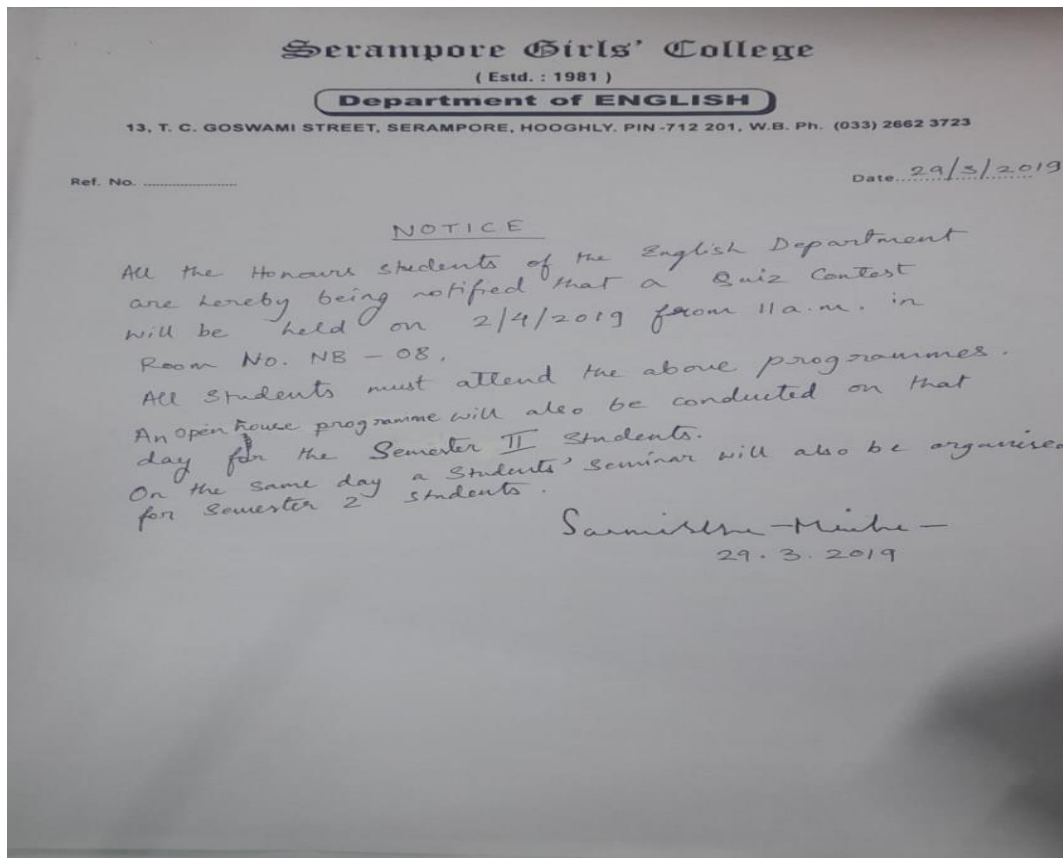 Serampore Girls' College
( Estd. : 1981 )
Department of ENGLISH
13, T. C. GOSWAMI STREET, SERAMPORE, HOOGHLY. PIN-712 201, W.B. Ph. (033) 2662 3723
Ref. No. ........................ Date 29/3/2019
NOTICE
All the Honours students of the English Department
are hereby being notified that a Quiz Contest
will be held on 2/4/2019 from 11 a.m. in
Room No. NB - 08.
All Students must attend the above programmes.
An open house programme will also be conducted on that
day for the Semester II Students.
On the same day a Students' Seminar will also be organised
for Semester 2 students.
29.3.2019